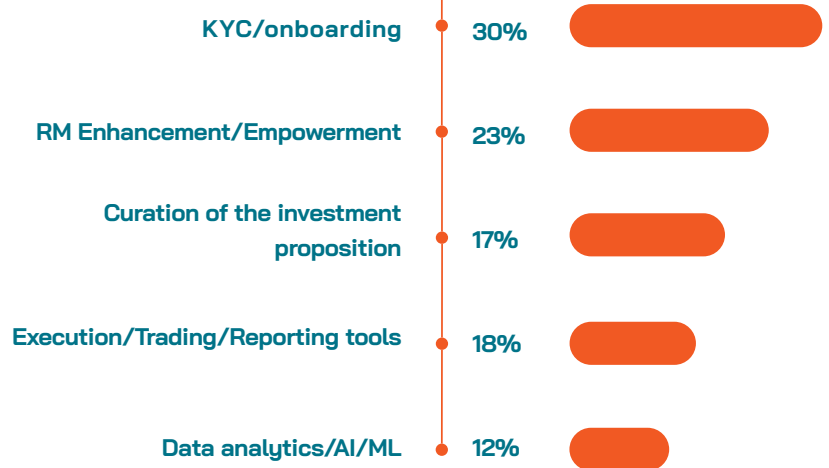 KYC/onboarding 30%
RM Enhancement/Empowerment 23%
Curation of the investment
proposition 17%
Execution/Trading/Reporting tools 18%
Data analytics/AI/ML 12%